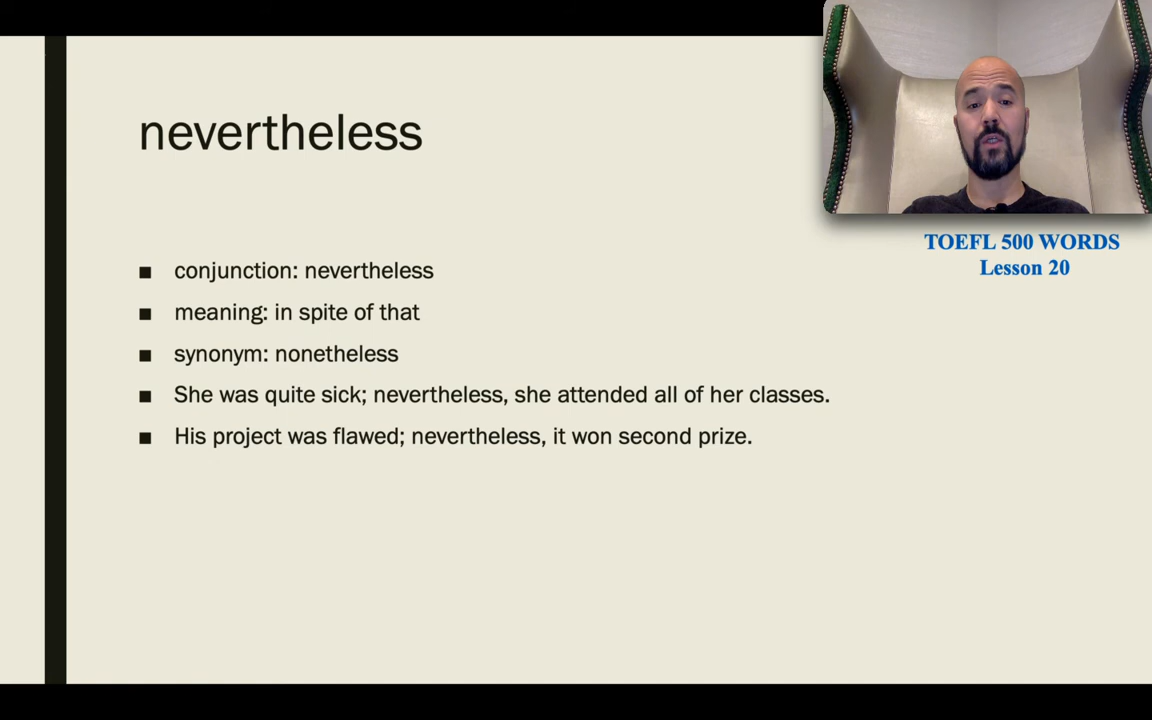 nevertheless
TOEFL 500 WORDS
Lesson 20
conjunction: nevertheless
meaning: in spite of that
synonym: nonetheless
She was quite sick; nevertheless, she attended all of her classes.
His project was flawed; nevertheless, it won second prize.